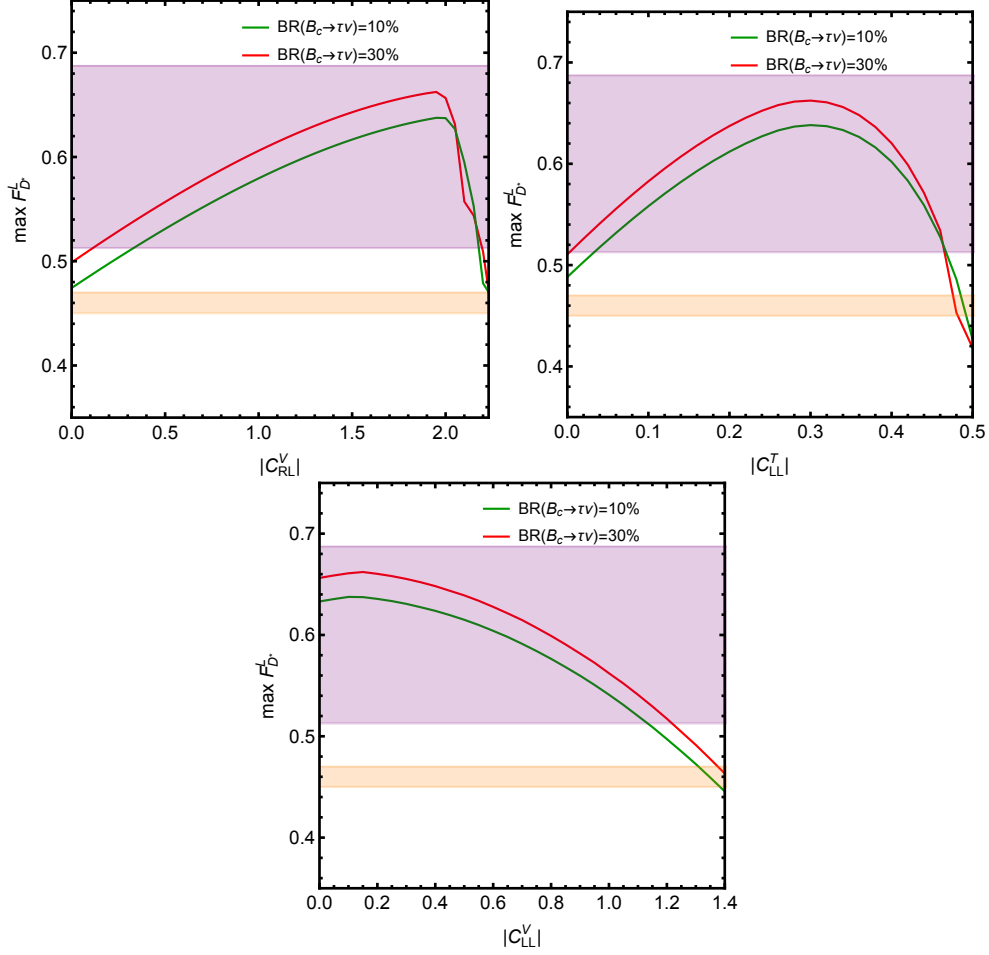 BR(B_c→τν)=10%
BR(B_c→τν)=30%
max F_{D*}^L
0.7
0.6
0.5
0.4
0.0 0.5 1.0 1.5 2.0
|C_{RL}^V|
BR(B_c→τν)=10%
BR(B_c→τν)=30%
max F_{D*}^L
0.7
0.6
0.5
0.4
0.0 0.1 0.2 0.3 0.4 0.5
|C_{LL}^T|
BR(B_c→τν)=10%
BR(B_c→τν)=30%
max F_{D*}^L
0.7
0.6
0.5
0.4
0.0 0.2 0.4 0.6 0.8 1.0 1.2 1.4
|C_{LL}^V|